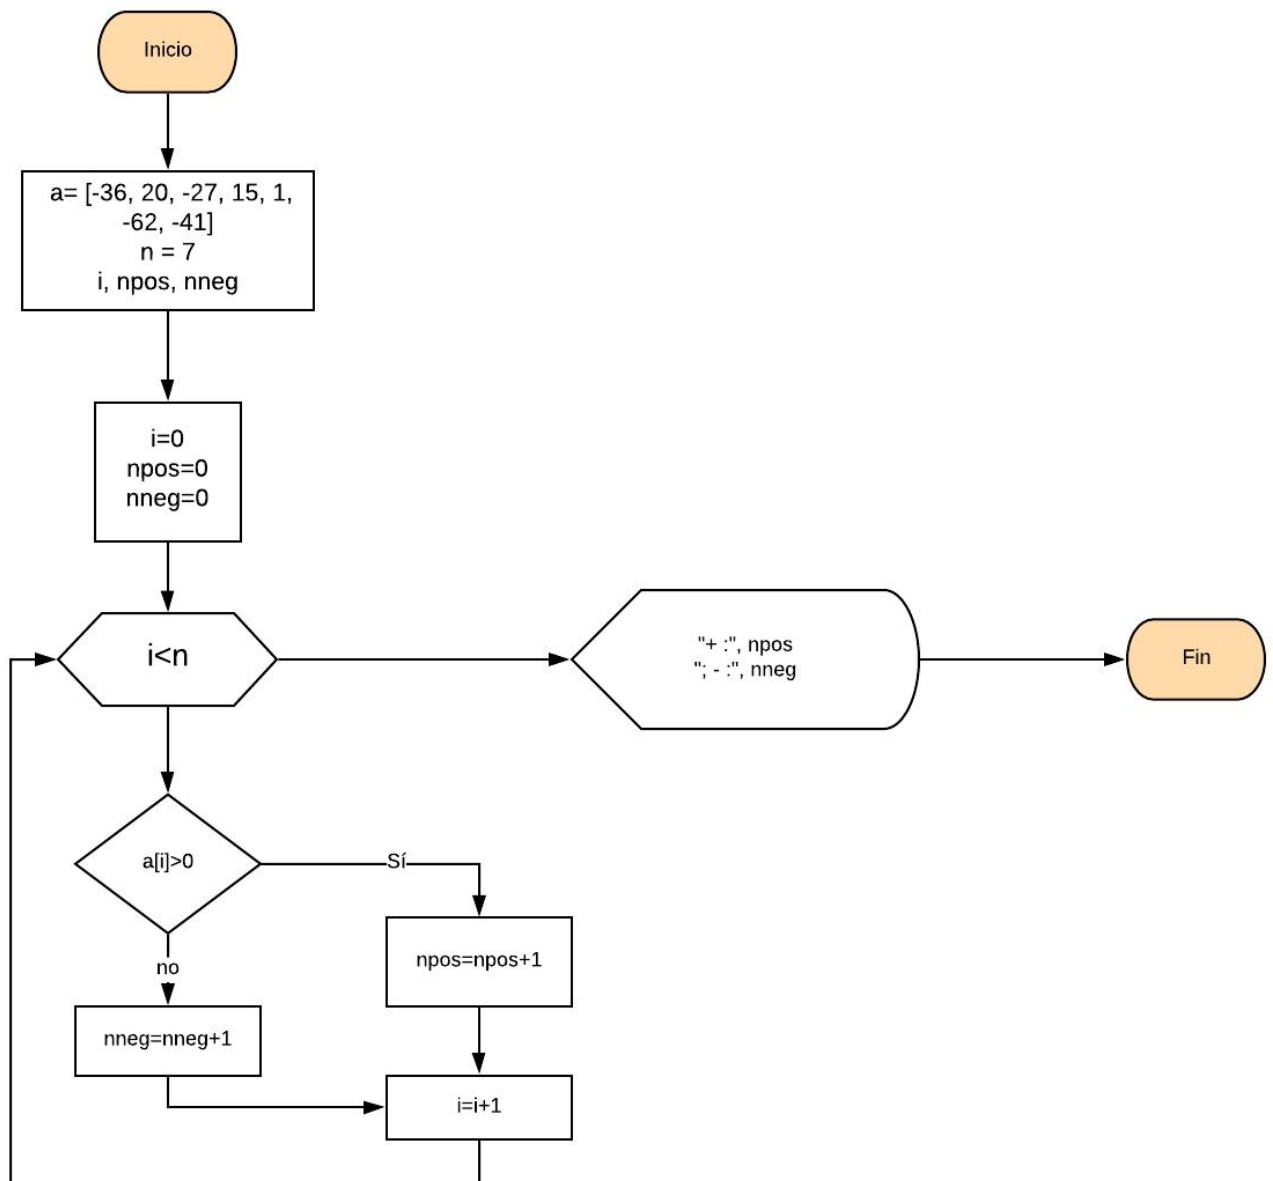 Inicio
a= [-36, 20, -27, 15, 1,
-62, -41]
n = 7
i, npos, nneg
i=0
npos=0
nneg=0
i<n
"+ :", npos
"; - :", nneg
Fin
a[i]>0
Sí
no
npos=npos+1
nneg=nneg+1
i=i+1